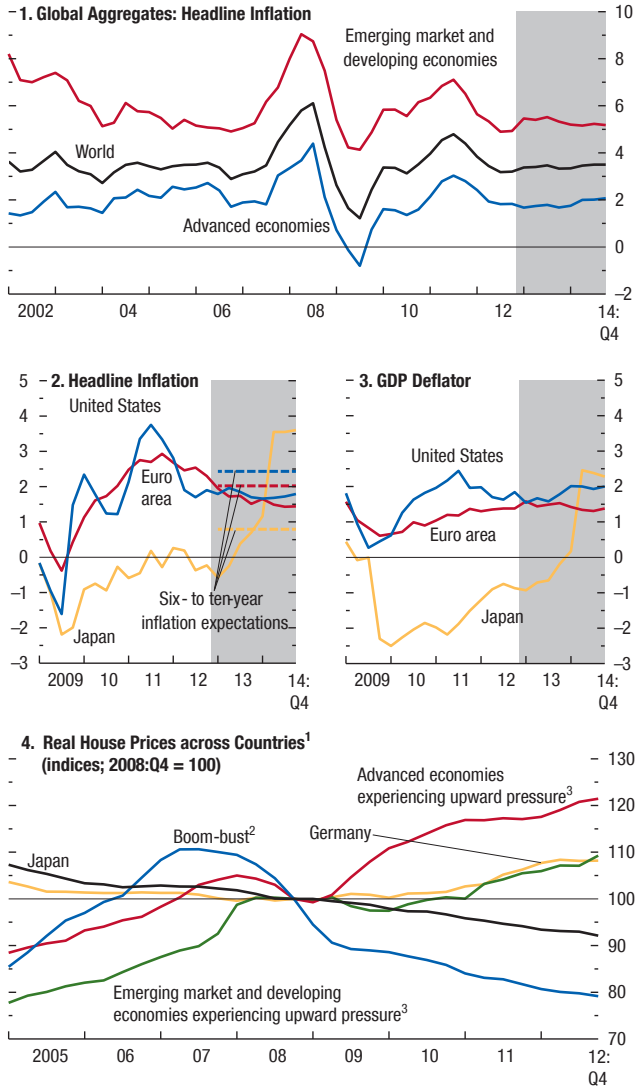 1. Global Aggregates: Headline Inflation
10
Emerging market and
developing economies
8
6
World
4
2
Advanced economies
0
–2
2002 04 06 08 10 12 14:
Q4
5
2. Headline Inflation
4
United States
3
Euro
area
2
1
0
–1
Six- to ten-year
inflation expectations
–2
Japan
–3
2009 10 11 12 13 14:
Q4
3. GDP Deflator
5
4
United States
3
2
1
Euro area
0
–1
Japan
–2
–3
2009 10 11 12 13 14:
Q4
4. Real House Prices across Countries1
(indices; 2008:Q4 = 100)
130
Advanced economies
experiencing upward pressure3
120
Boom-bust2
Germany
110
Japan
100
90
Emerging market and developing
economies experiencing upward pressure3
80
70
2005 06 07 08 09 10 11 12:
Q4